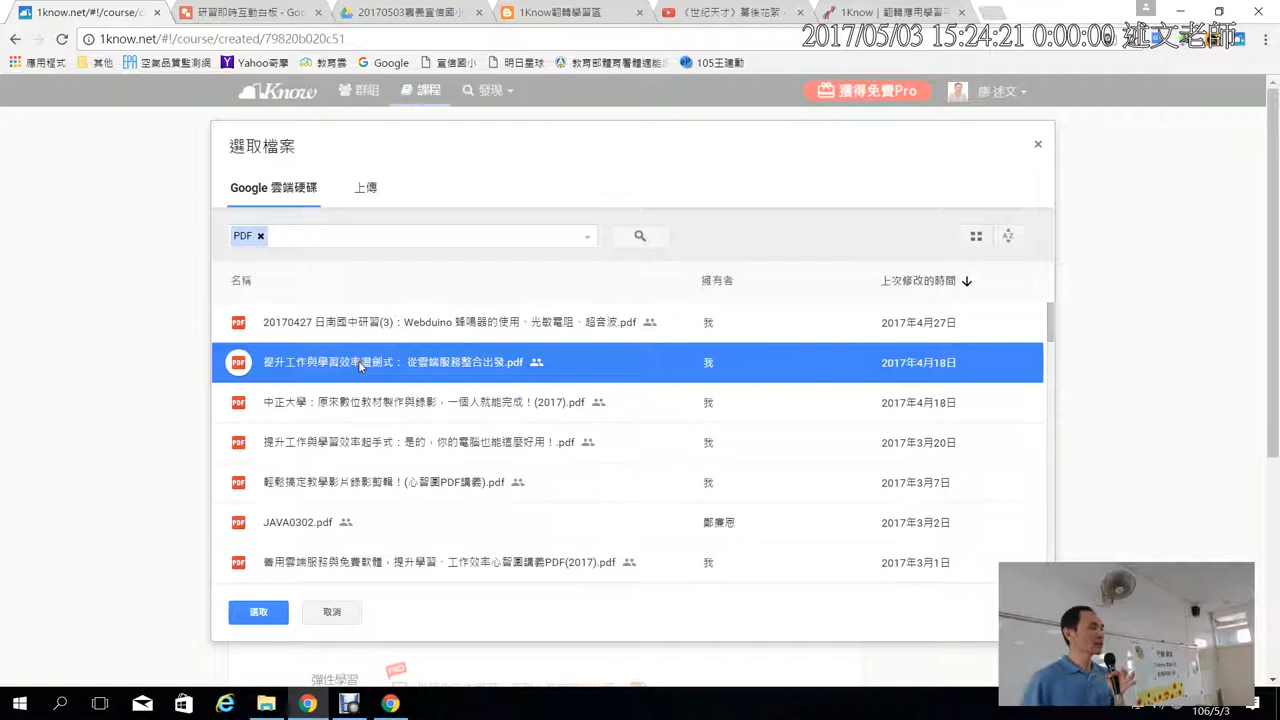 1know.net/#!/course/c
研習即時互動白板 - Goo
20170503嘉義宣信國小
1Know翻轉學習區
《世紀天才》幕後花絮
1Know | 翻轉應用學習平
1know.net/#!/course/created/79820b020c51
2017/05/03 15:24:21 0:00:00 述文老師
應用程式
其他
空氣品質監測網
Yahoo奇摩
教育雲
Google
宣信國小
明日星球
教育部體育署體適能
105王建勳
1Know
群組
課程
發現
獲得免費Pro
廖 述文
選取檔案
Google 雲端硬碟
上傳
PDF
名稱
擁有者
上次修改的時間
PDF 20170427 日南國中研習(3)：Webduino 蜂鳴器的使用、光敏電阻、超音波.pdf 我 2017年4月27日
PDF 提升工作與學習效率 從雲端服務整合出發.pdf 我 2017年4月18日
PDF 中正大學：原來數位教材製作與錄影，一個人就能完成！(2017).pdf 我 2017年4月18日
PDF 提升工作與學習效率起手式：是的，你的電腦也能這麼好用！.pdf 我 2017年3月20日
PDF 輕鬆搞定教學影片錄影剪輯！(心智圖PDF講義).pdf 我 2017年3月7日
PDF JAVA0302.pdf 鄭廉恩 2017年3月2日
PDF 善用雲端服務與免費軟體，提升學習、工作效率心智圖講義PDF(2017).pdf 我 2017年3月1日
選取
取消
PRO
彈性學習
106/5/3